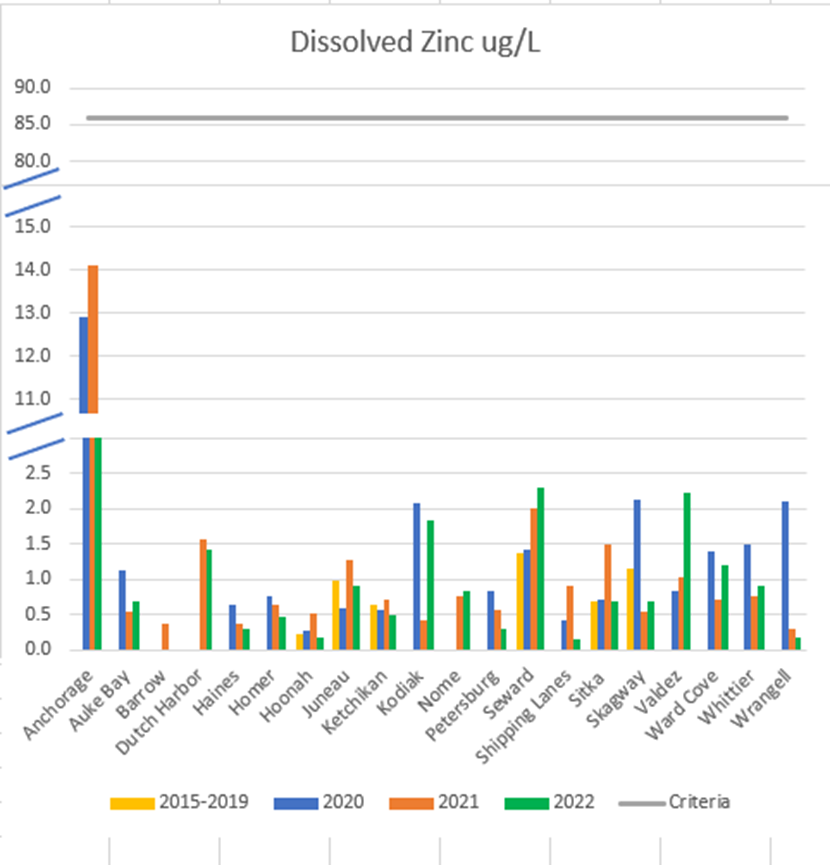 Dissolved Zinc ug/L
90.0
85.0
80.0
15.0
14.0
13.0
12.0
11.0
2.5
2.0
1.5
1.0
0.5
0.0
Anchorage
Auke Bay
Barrow
Dutch Harbor
Haines
Homer
Hoonah
Juneau
Ketchikan
Kodiak
Nome
Petersburg
Seward
Shipping Lanes
Sitka
Skagway
Valdez
Ward Cove
Whittier
Wrangell
2015-2019 2020 2021 2022 Criteria